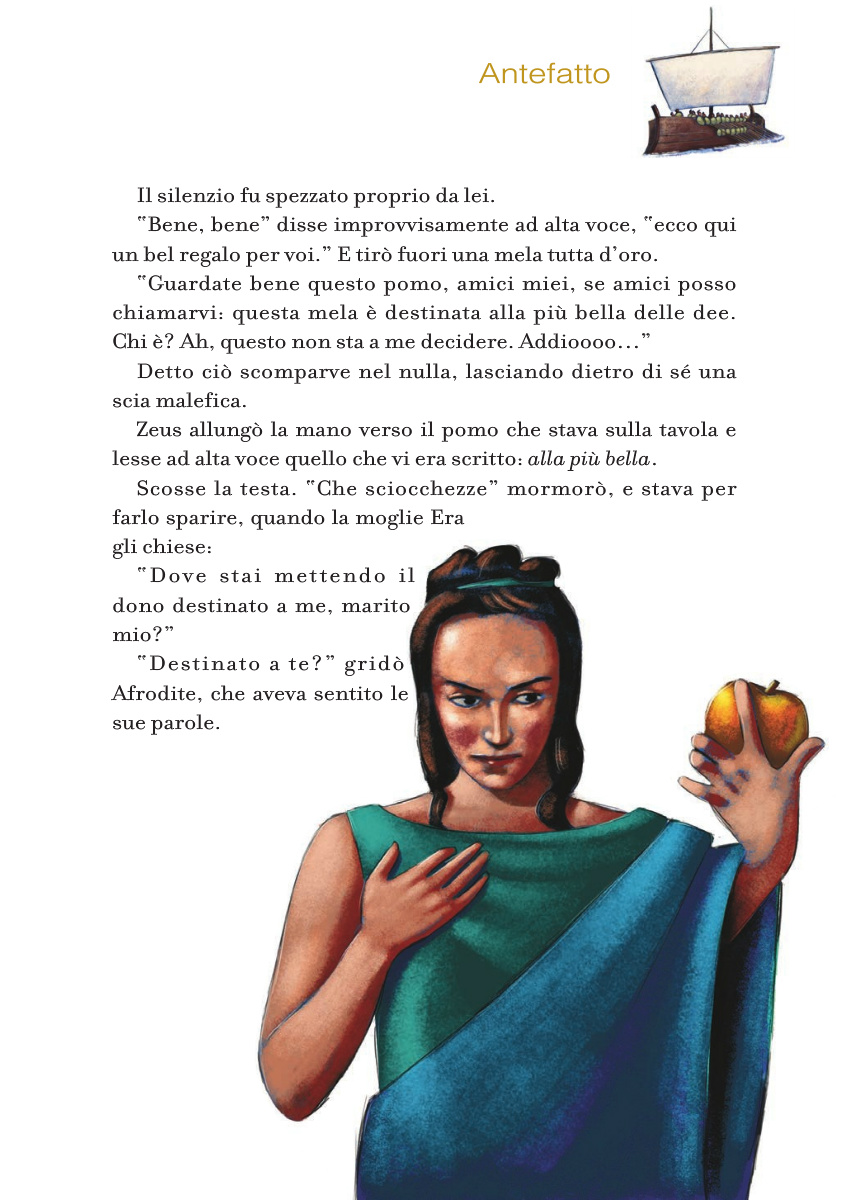 Antefatto
Il silenzio fu spezzato proprio da lei.
‟Bene, bene” disse improvvisamente ad alta voce, ‟ecco qui
un bel regalo per voi.” E tirò fuori una mela tutta d’oro.
‟Guardate bene questo pomo, amici miei, se amici posso
chiamarvi: questa mela è destinata alla più bella delle dee.
Chi è? Ah, questo non sta a me decidere. Addioooo…”
Detto ciò scomparve nel nulla, lasciando dietro di sé una
scia malefica.
Zeus allungò la mano verso il pomo che stava sulla tavola e
lesse ad alta voce quello che vi era scritto: alla più bella.
Scosse la testa. ‟Che sciocchezze” mormorò, e stava per
farlo sparire, quando la moglie Era
gli chiese:
‟Dove stai mettendo il
dono destinato a me, marito
mio?”
‟Destinato a te?” gridò
Afrodite, che aveva sentito le
sue parole.